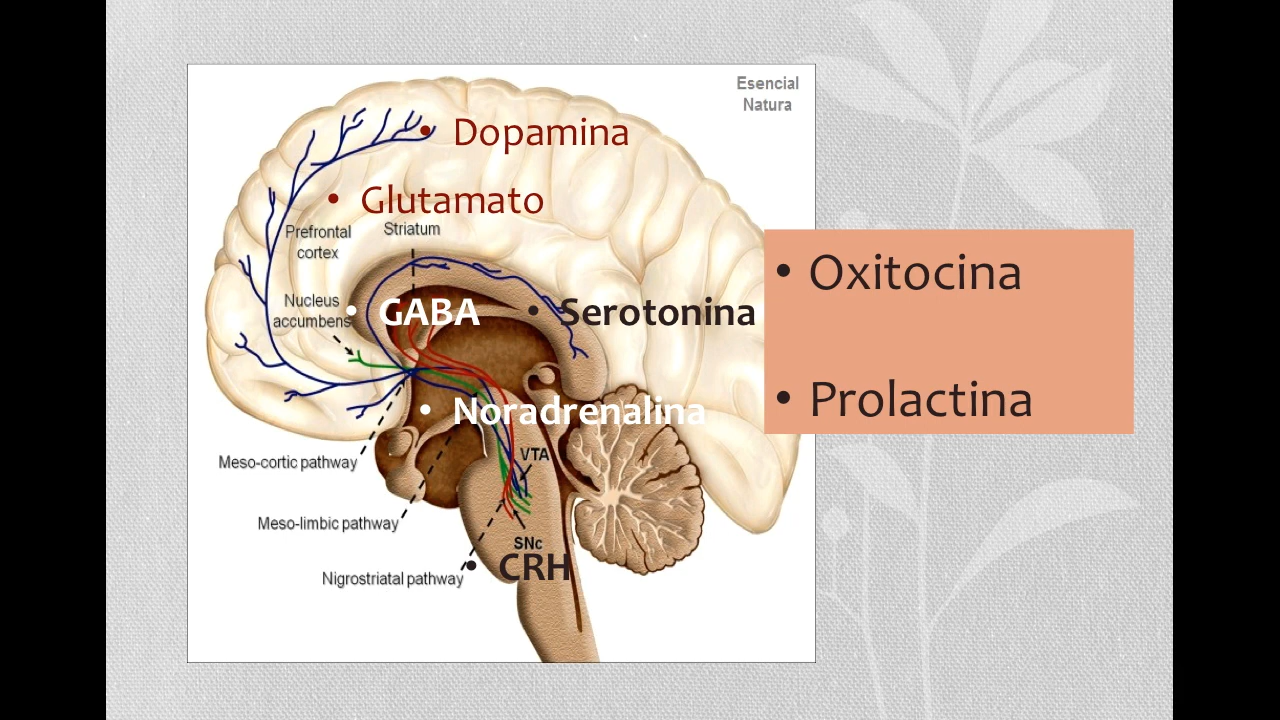 Esencial
Natura
• Dopamina
• Glutamato
Prefrontal
cortex
Striatum
Nucleus
accumbens
• GABA
• Serotonina
• Oxitocina
• Prolactina
• Noradrenalina
Meso-cortic pathway
VTA
Meso-limbic pathway
SNc
• CRH
Nigrostriatal pathway